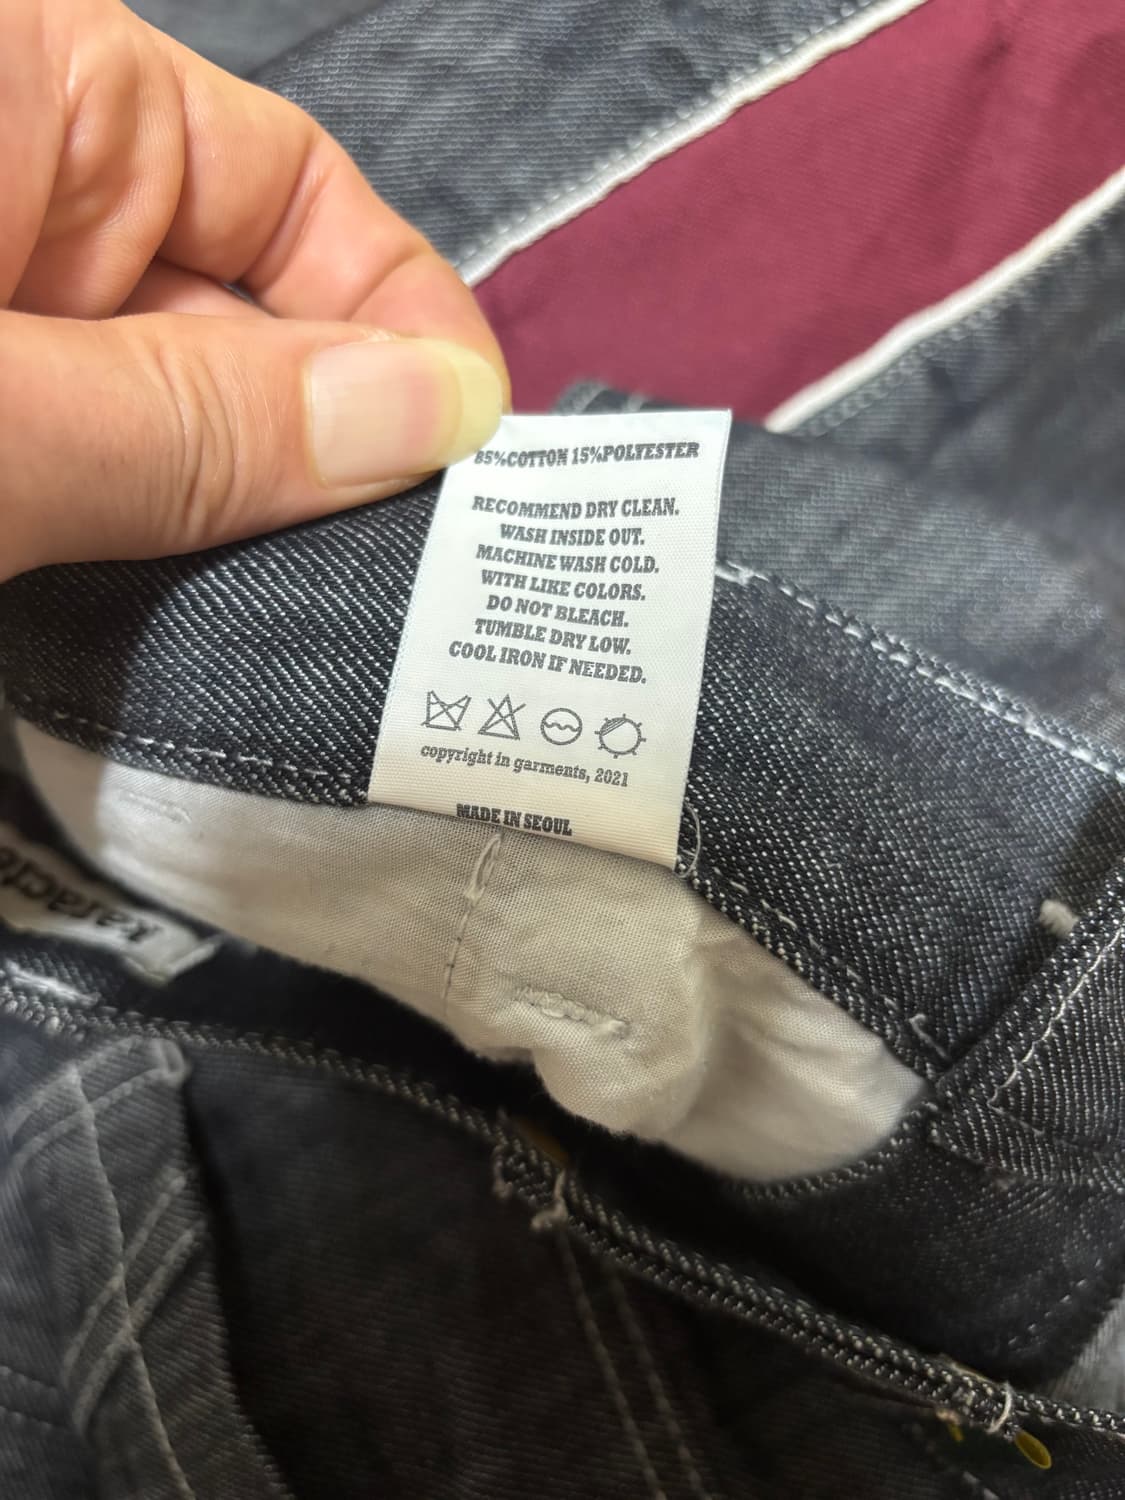 85%COTTON 15%POLYESTER
RECOMMEND DRY CLEAN.
WASH INSIDE OUT.
MACHINE WASH COLD.
WITH LIKE COLORS.
DO NOT BLEACH.
TUMBLE DRY LOW.
COOL IRON IF NEEDED.
copyright in garments, 2021
MADE IN SEOUL